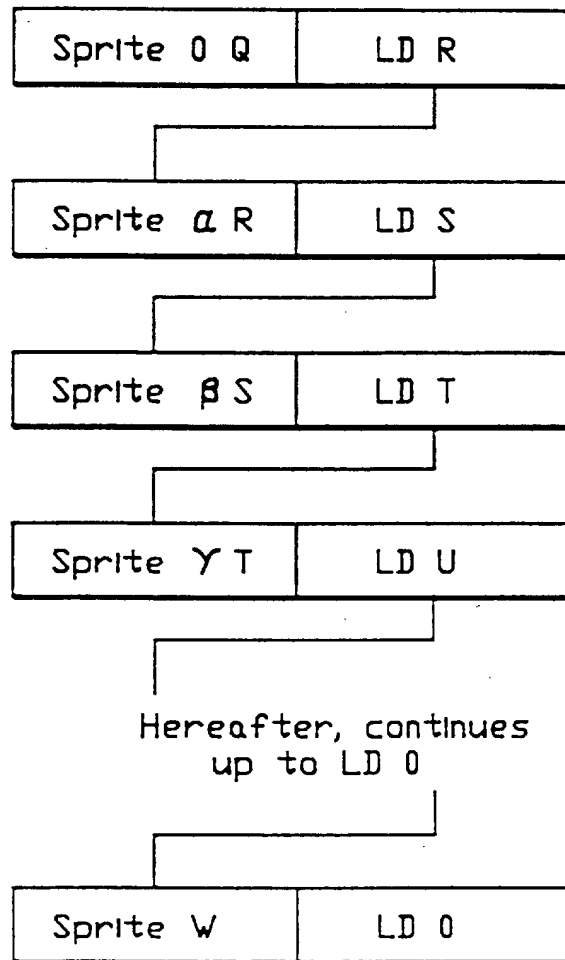 Sprite 0 Q LD R
Sprite α R LD S
Sprite β S LD T
Sprite γ T LD U
Hereafter, continues
up to LD 0
Sprite W LD 0